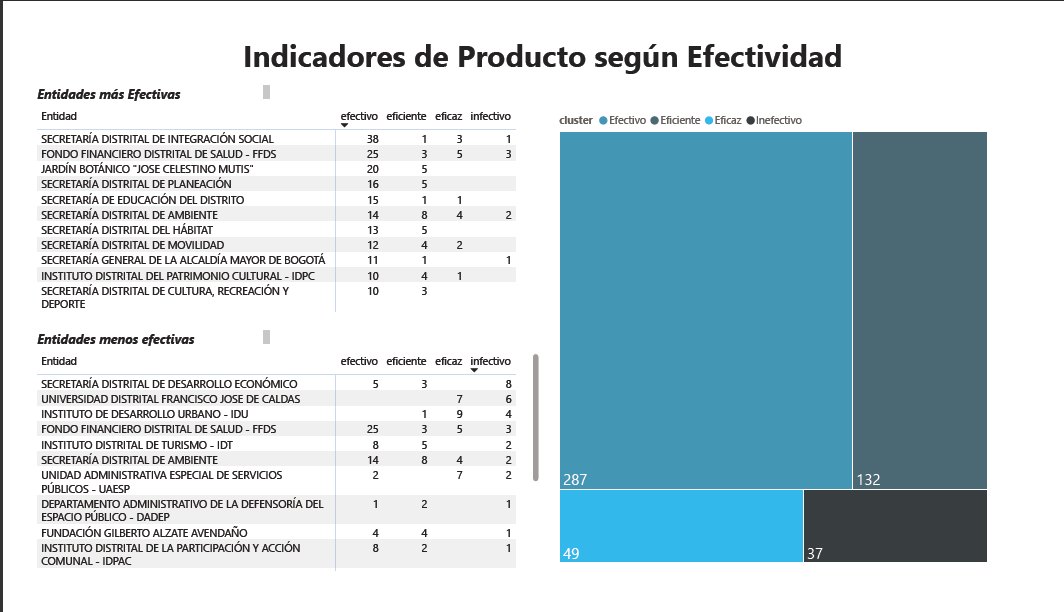 Indicadores de Producto según Efectividad
Entidades más Efectivas
Entidad efectivo eficiente eficaz infectivo
SECRETARÍA DISTRITAL DE INTEGRACIÓN SOCIAL 38 1 3 1
FONDO FINANCIERO DISTRITAL DE SALUD - FFDS 25 3 5 3
JARDÍN BOTÁNICO "JOSE CELESTINO MUTIS" 20 5
SECRETARÍA DISTRITAL DE PLANEACIÓN 16 5
SECRETARÍA DE EDUCACIÓN DEL DISTRITO 15 1 1
SECRETARÍA DISTRITAL DE AMBIENTE 14 8 4 2
SECRETARÍA DISTRITAL DEL HÁBITAT 13 5
SECRETARÍA DISTRITAL DE MOVILIDAD 12 4 2
SECRETARÍA GENERAL DE LA ALCALDÍA MAYOR DE BOGOTÁ 11 1 1
INSTITUTO DISTRITAL DEL PATRIMONIO CULTURAL - IDPC 10 4 1
SECRETARÍA DISTRITAL DE CULTURA, RECREACIÓN Y 10 3
DEPORTE
Entidades menos efectivas
Entidad efectivo eficiente eficaz infectivo
SECRETARÍA DISTRITAL DE DESARROLLO ECONÓMICO 5 3 8
UNIVERSIDAD DISTRITAL FRANCISCO JOSE DE CALDAS 7 6
INSTITUTO DE DESARROLLO URBANO - IDU 1 9 4
FONDO FINANCIERO DISTRITAL DE SALUD - FFDS 25 3 5 3
INSTITUTO DISTRITAL DE TURISMO - IDT 8 5 2
SECRETARÍA DISTRITAL DE AMBIENTE 14 8 4 2
UNIDAD ADMINISTRATIVA ESPECIAL DE SERVICIOS 2 7 2
PÚBLICOS - UAESP
DEPARTAMENTO ADMINISTRATIVO DE LA DEFENSORÍA DEL 1 2 1
ESPACIO PÚBLICO - DADEP
FUNDACIÓN GILBERTO ALZATE AVENDAÑO 4 4 1
INSTITUTO DISTRITAL DE LA PARTICIPACIÓN Y ACCIÓN 8 2 1
COMUNAL - IDPAC
cluster Efectivo Eficiente Eficaz Inefectivo
287 132
49 37